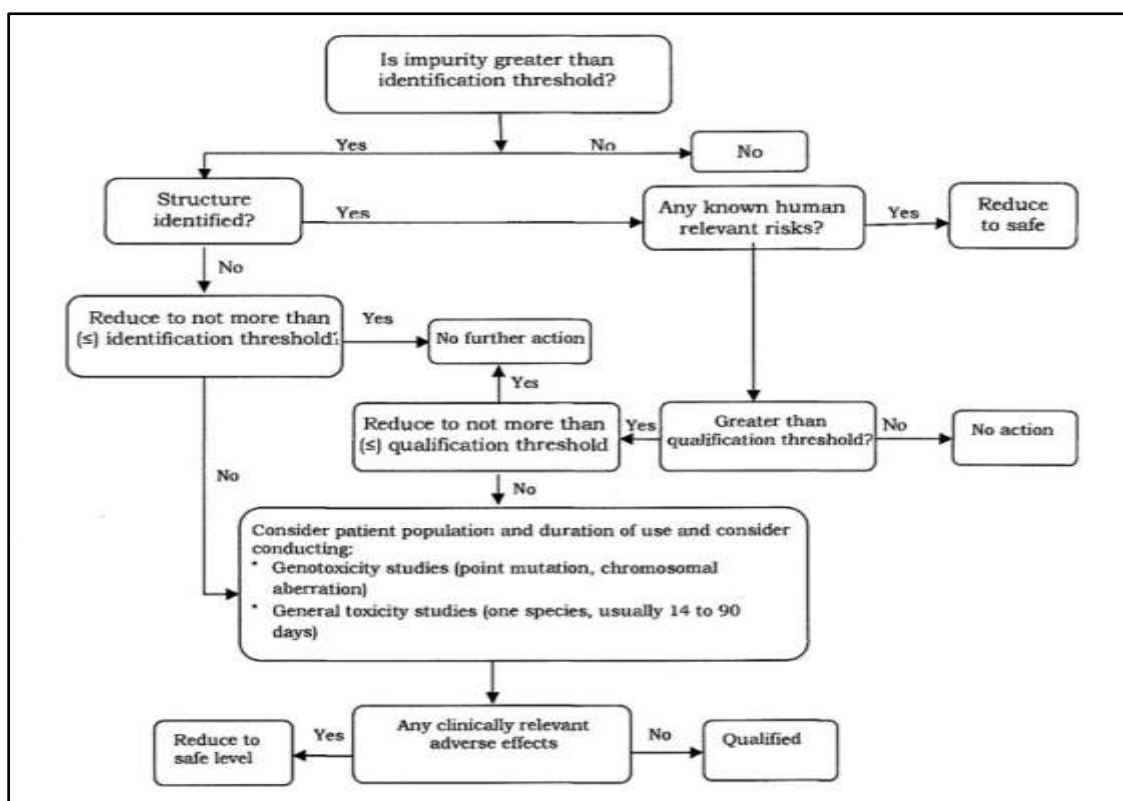 Is impurity greater than
identification threshold?
Yes
No
No
Structure
identified?
Yes
Any known human
relevant risks?
Yes
Reduce
to safe
No
Reduce to not more than
(≤) identification threshold?
Yes
No further action
Yes
Reduce to not more than
(≤) qualification threshold
Yes
Greater than
qualification threshold?
No
No action
No
No
Consider patient population and duration of use and consider
conducting:
* Genotoxicity studies (point mutation, chromosomal
aberration)
* General toxicity studies (one species, usually 14 to 90
days)
Reduce to
safe level
Yes
Any clinically relevant
adverse effects
No
Qualified